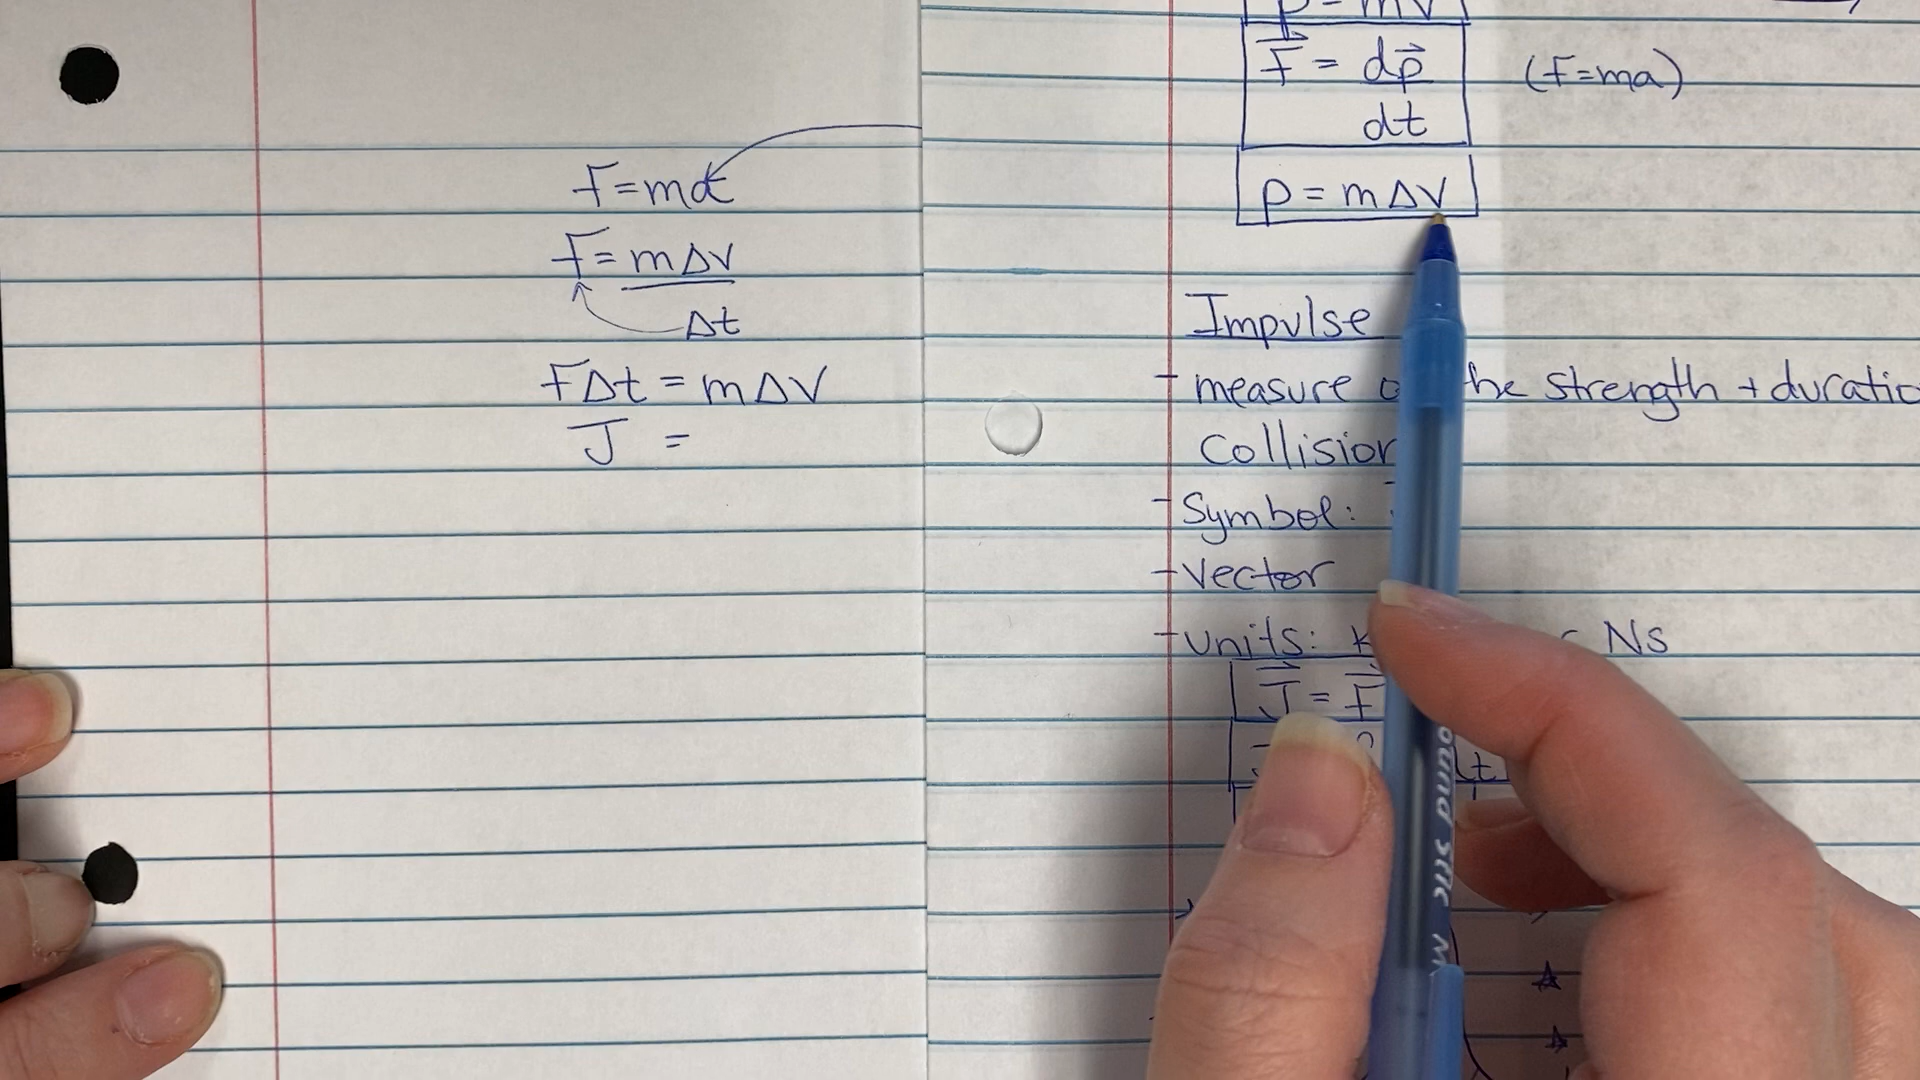 F=ma
F=mΔv
Δt
FΔt = mΔV
J =
p=mv
F = dp
dt
(F=ma)
p = mΔv
Impulse
- measure the strength + duratio
Collision
- Symbol:
- Vector
- units: Ns
J = F
t